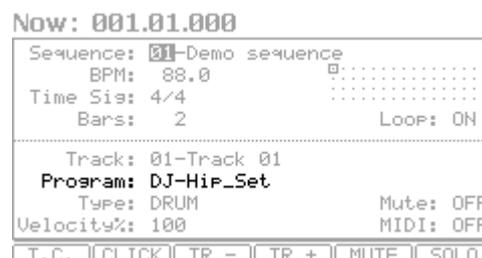 Now: 001.01.000
Sequence: 01-Demo sequence
BPM: 88.0
Time Sig: 4/4
Bars: 2 Loop: ON
Track: 01-Track 01
Program: DJ-Hip_Set
Type: DRUM Mute: OFF
Velocity%: 100 MIDI: OFF
T.C. CLICK TR - TR + MUTE SOLO